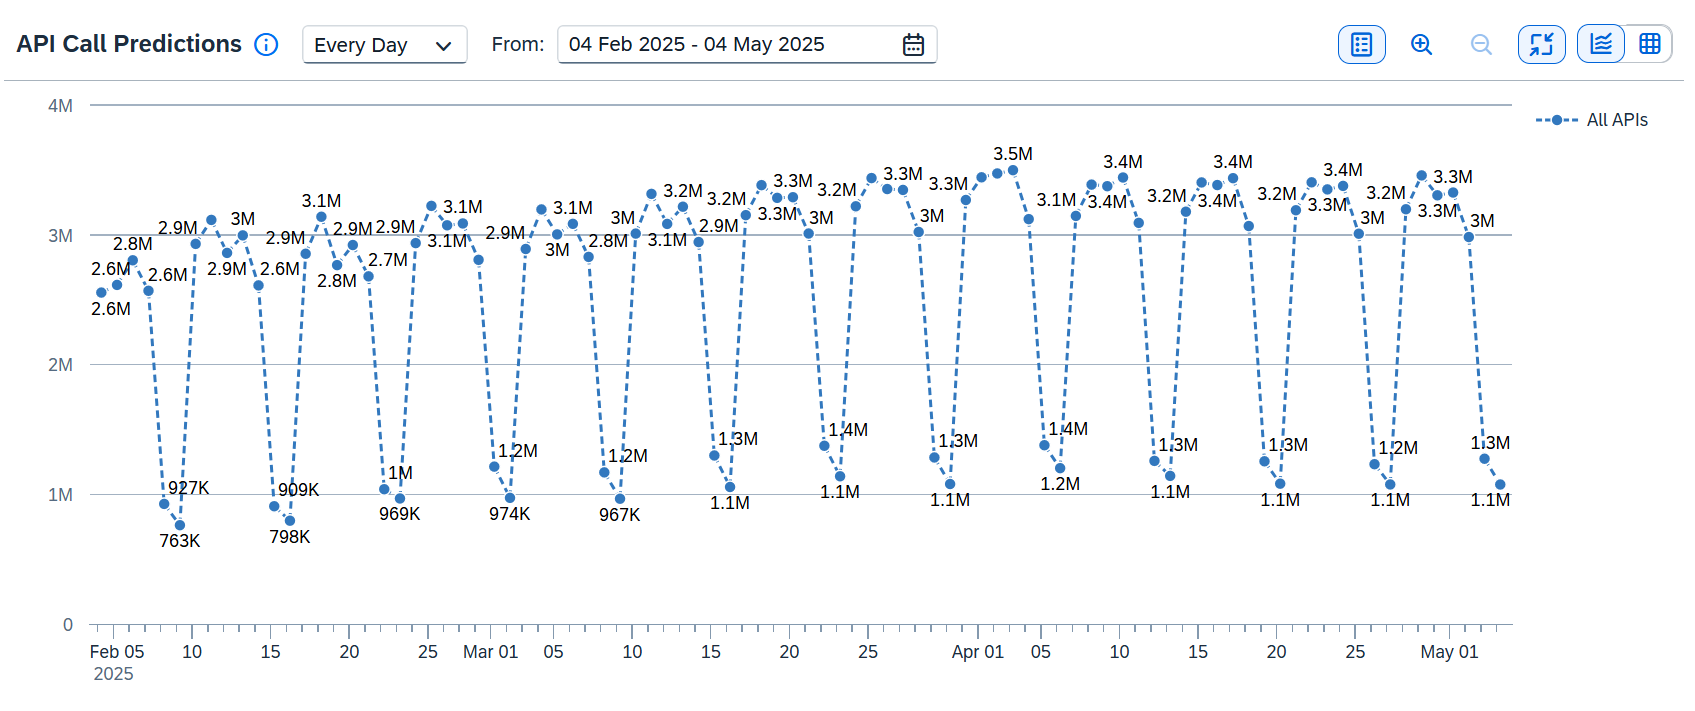 API Call Predictions Every Day From: 04 Feb 2025 - 04 May 2025
4M
All APIs
3.5M
3.4M 3.4M 3.4M
3.3M 3.3M
3.3M 3.2M 3.2M 3.3M
3.1M 3.2M 3.1M 3.2M 3.2M 3.2M
3.1M 3.1M 3.4M 3.4M 3.3M 3.3M
2.9M 3M 3M 3.3M 3M 3M 3M 3M
2.9M 2.9M 2.9M 2.9M 2.9M
2.8M 3M 3.1M 3M 2.8M 3.1M
2.6M 2.9M 2.6M 2.7M
2.6M 2.8M
2.6M
2M
1.4M 1.4M
1.3M 1.3M 1.3M 1.3M 1.3M
1.2M 1.2M 1.2M
1M
927K 909K 1.2M
1M 1.1M 1.1M 1.1M 1.1M 1.1M 1.1M 1.1M
969K 974K 967K
763K 798K
0
Feb 05 10 15 20 25 Mar 01 05 10 15 20 25 Apr 01 05 10 15 20 25 May 01
2025